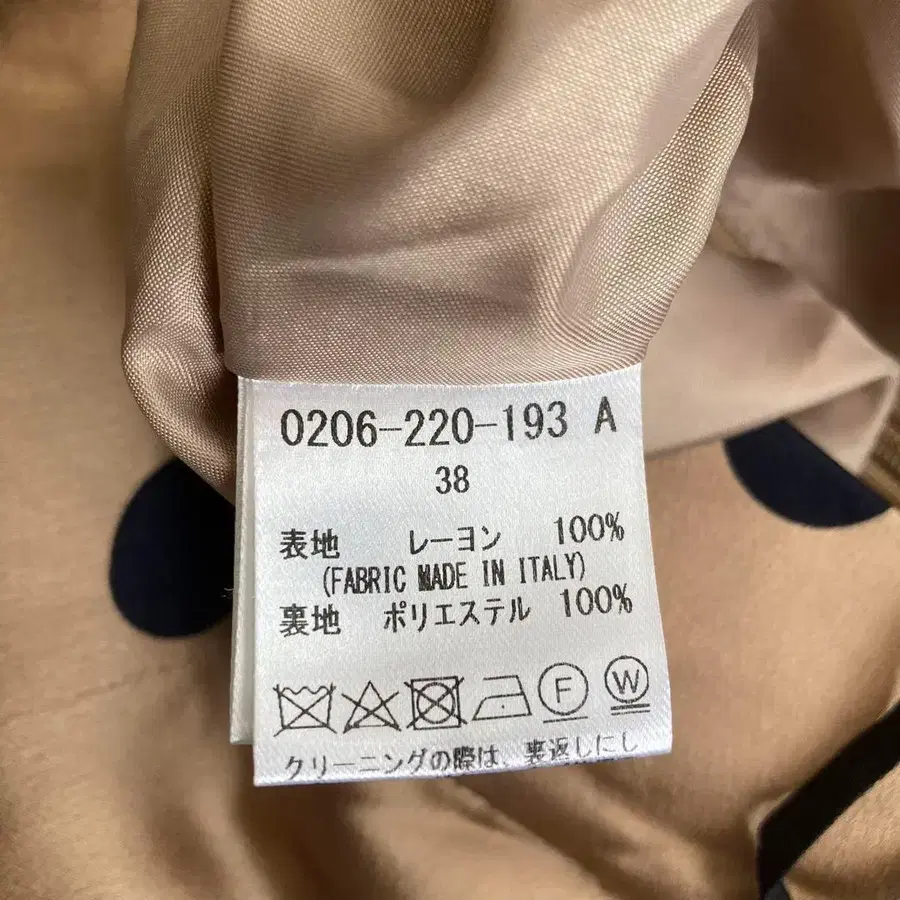 0206-220-193 A
38
表地 レーヨン 100%
(FABRIC MADE IN ITALY)
裏地 ポリエステル 100%
F W
クリーニングの際は、裏返しにし